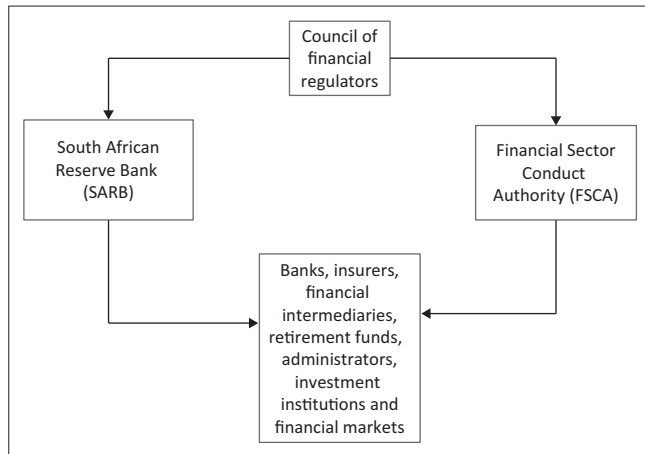 Council of
financial
regulators
South African
Reserve Bank
(SARB)
Financial Sector
Conduct
Authority (FSCA)
Banks, insurers,
financial
intermediaries,
retirement funds,
administrators,
investment
institutions and
financial markets